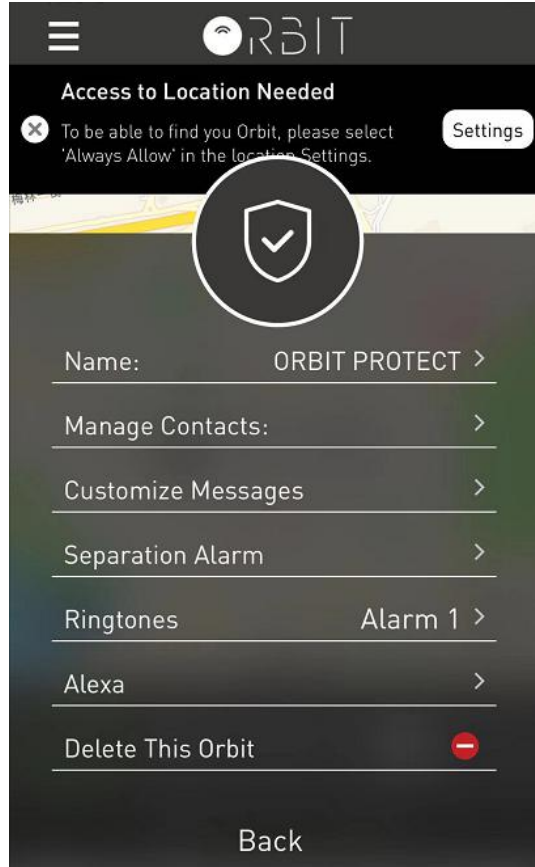 ORBIT
Access to Location Needed
To be able to find you Orbit, please select
Settings
'Always Allow' in the location Settings.
Name: ORBIT PROTECT >
Manage Contacts: >
Customize Messages >
Separation Alarm >
Ringtones Alarm 1 >
Alexa >
Delete This Orbit
Back